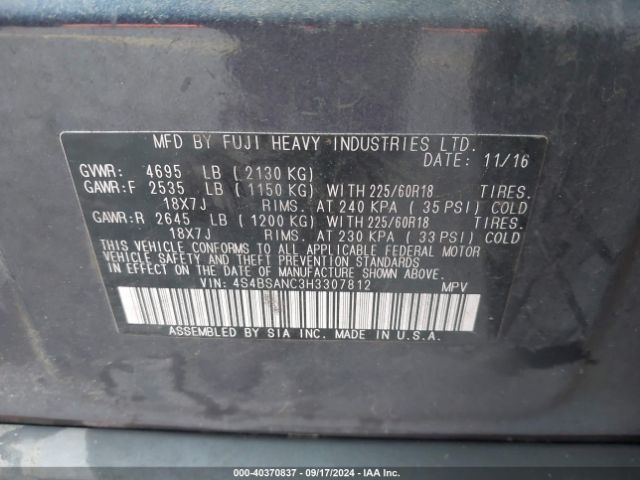 MFD BY FUJI HEAVY INDUSTRIES LTD.
DATE: 11/16
GVWR: 4695 LB (2130 KG)
GAWR:F 2535 LB (1150 KG) WITH 225/60R18 TIRES.
18X7J RIMS. AT 240 KPA (35 PSI) COLD
GAWR:R 2645 LB (1200 KG) WITH 225/60R18 TIRES.
18X7J RIMS. AT 230 KPA (33 PSI) COLD
THIS VEHICLE CONFORMS TO ALL APPLICABLE FEDERAL MOTOR
VEHICLE SAFETY AND THEFT PREVENTION STANDARDS
IN EFFECT ON THE DATE OF MANUFACTURE SHOWN ABOVE.
VIN: 4S4BSANC3H3307812 MPV
ASSEMBLED BY SIA INC. MADE IN U.S.A.
000-40370837 - 09/17/2024 - IAA Inc.